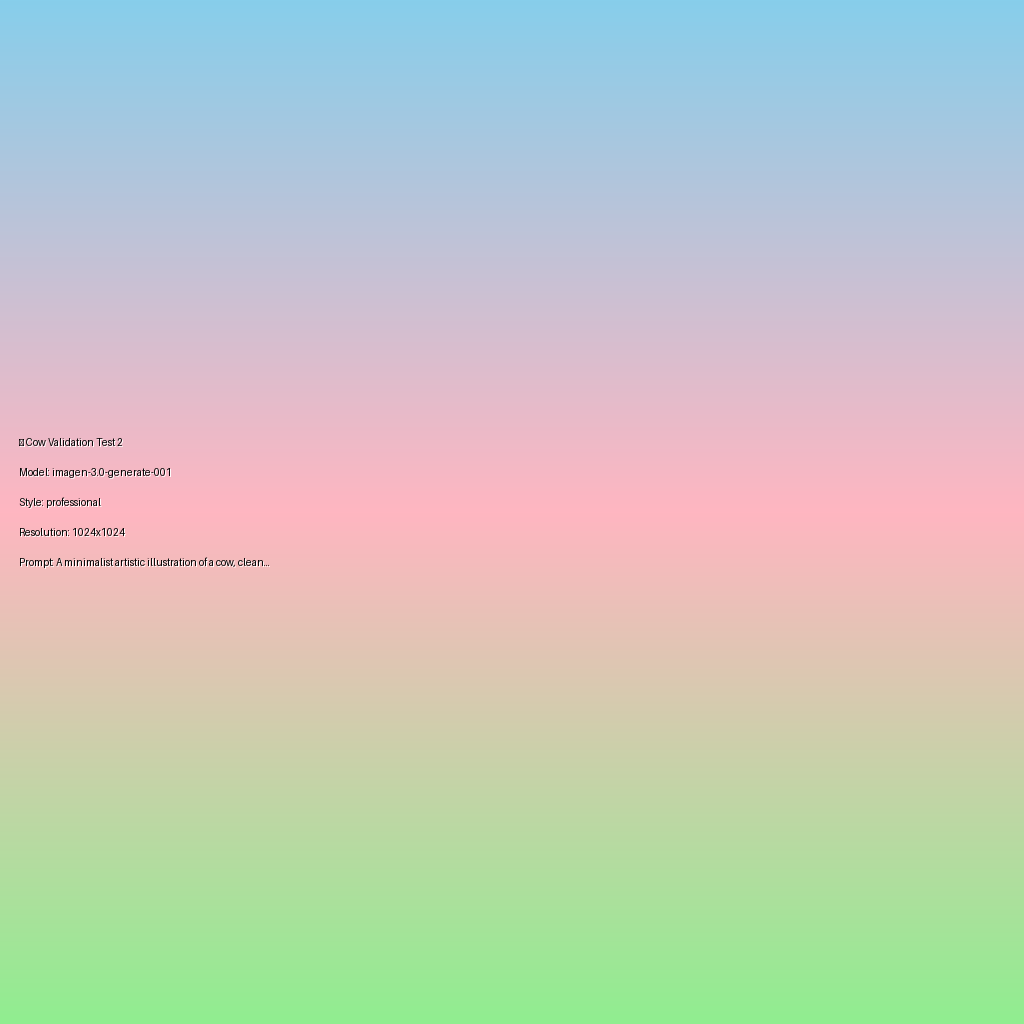 Cow Validation Test 2
Model: imagen-3.0-generate-001
Style: professional
Resolution: 1024x1024
Prompt: A minimalist artistic illustration of a cow, clean...